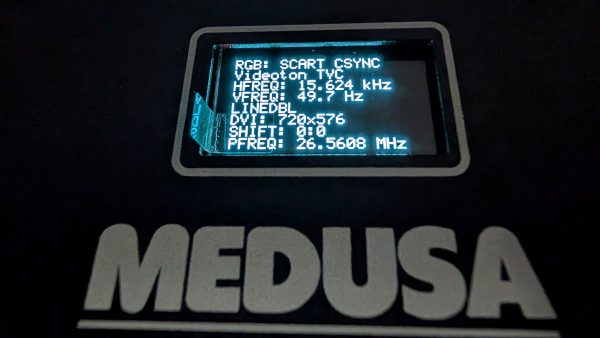 RGB: SCART CSYNC
Videoton TVC
HFREQ: 15.624 kHz
VFREQ: 49.7 Hz
LINEDBL
DVI: 720x576
SHIFT: 0:0
PFREQ: 26.5608 MHz
MEDUSA